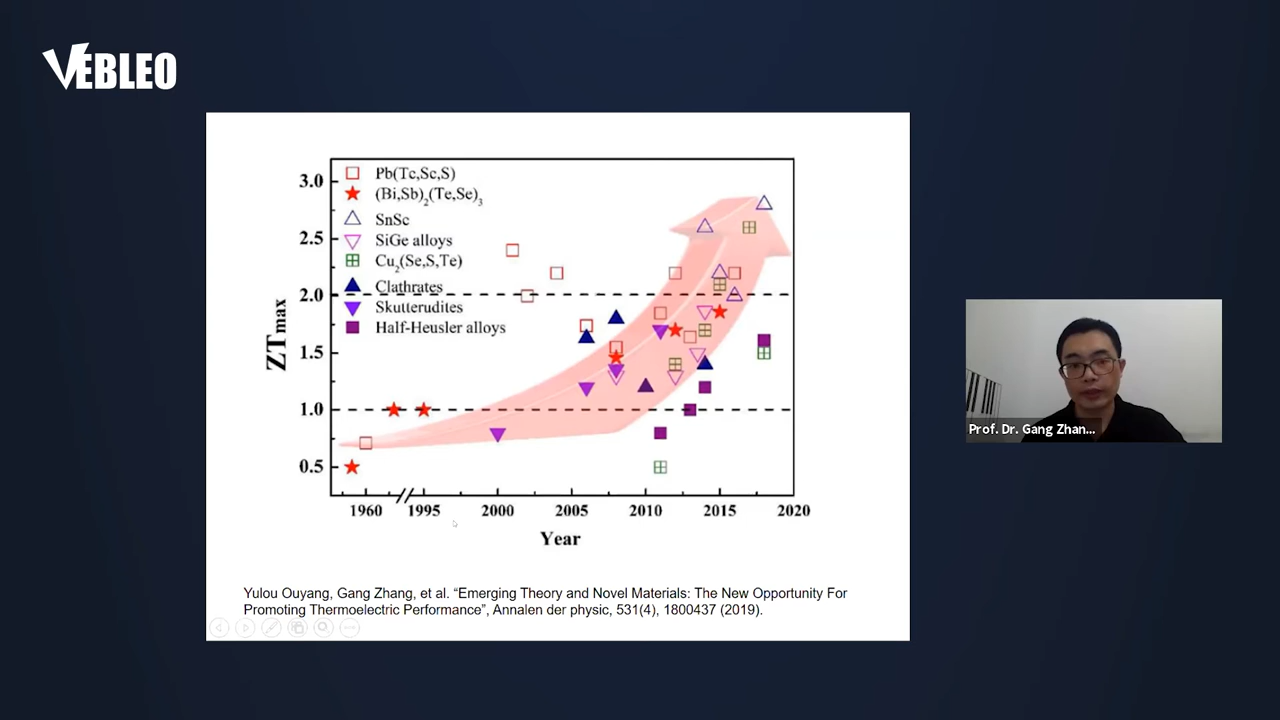 VEBLEO
3.0
2.5
2.0
1.5
1.0
0.5
ZTmax
Pb(Te,Se,S)
(Bi,Sb)2(Te,Se)3
SnSe
SiGe alloys
Cu2(Se,S,Te)
Clathrates
Skutterudites
Half-Heusler alloys
1960 1995 2000 2005 2010 2015 2020
Year
Yulou Ouyang, Gang Zhang, et al. “Emerging Theory and Novel Materials: The New Opportunity For
Promoting Thermoelectric Performance”, Annalen der physic, 531(4), 1800437 (2019).
Prof. Dr. Gang Zhan...